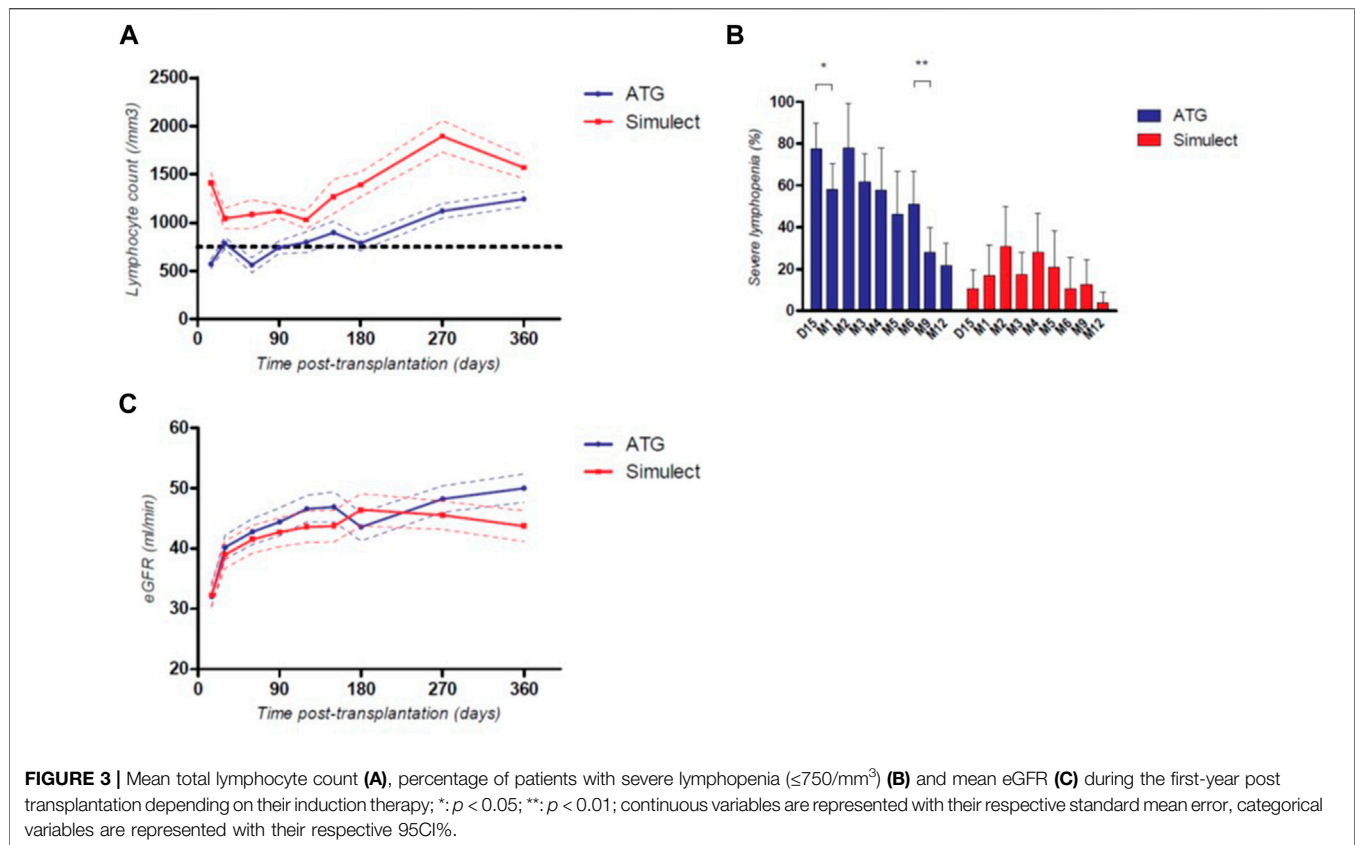 A
2500
2000
1500
1000
500
0
Lymphocyte count (/mm3)
0
90
180
270
360
Time post-transplantation (days)
ATG
Simulect
B
*
**
100
80
60
40
20
0
Severe lymphopenia (%)
D15
M1
M2
M3
M4
M5
M6
M9
M12
D15
M1
M2
M3
M4
M5
M6
M9
M12
ATG
Simulect
C
60
50
40
30
20
eGFR (ml/min)
0
90
180
270
360
Time post-transplantation (days)
ATG
Simulect
FIGURE 3 | Mean total lymphocyte count (A), percentage of patients with severe lymphopenia (≤750/mm³) (B) and mean eGFR (C) during the first-year post
transplantation depending on their induction therapy; *: p < 0.05; **: p < 0.01; continuous variables are represented with their respective standard mean error, categorical
variables are represented with their respective 95CI%.